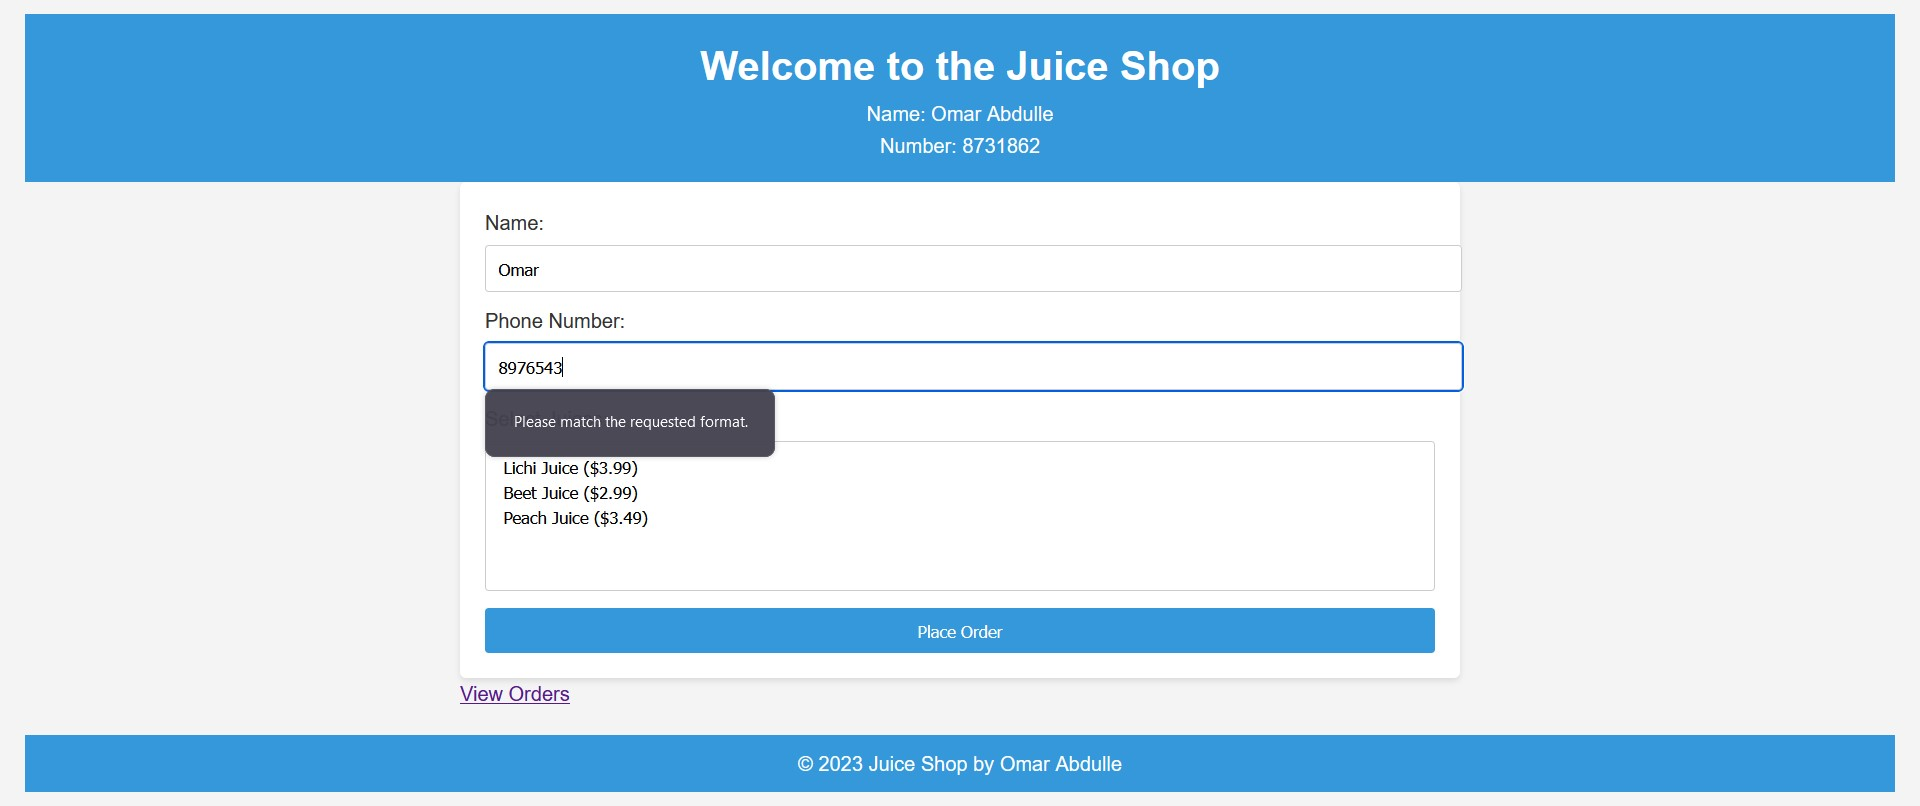 Welcome to the Juice Shop
Name: Omar Abdulle
Number: 8731862
Name:
Omar
Phone Number:
8976543
Please match the requested format.
Lichi Juice ($3.99)
Beet Juice ($2.99)
Peach Juice ($3.49)
Place Order
View Orders
© 2023 Juice Shop by Omar Abdulle